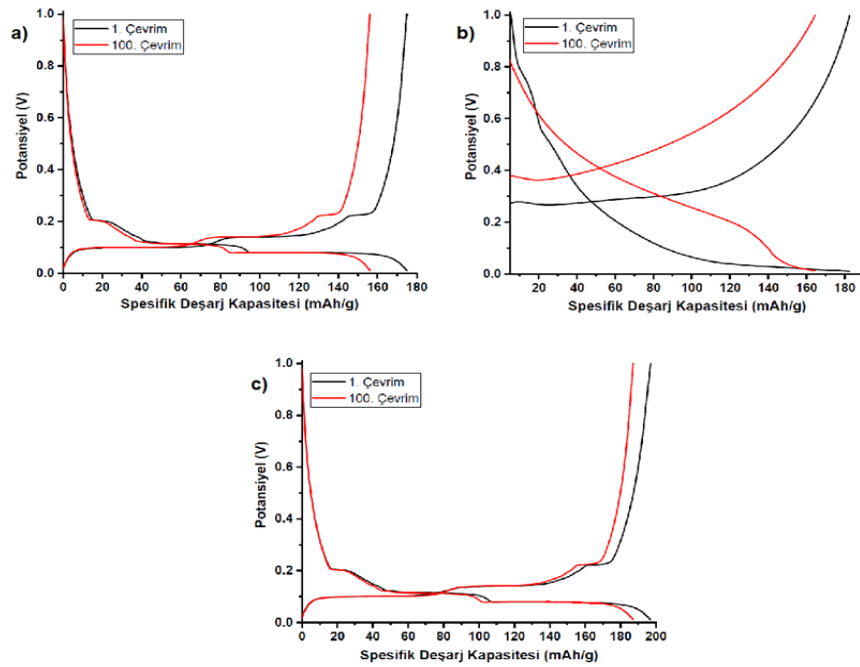 a)
1. Çevrim
100. Çevrim
Potansiyel (V)
1.0
0.8
0.6
0.4
0.2
0.0
0 20 40 60 80 100 120 140 160 180
Spesifik Deşarj Kapasitesi (mAh/g)
b)
1. Çevrim
100. Çevrim
Potansiyel (V)
1.0
0.8
0.6
0.4
0.2
0.0
20 40 60 80 100 120 140 160 180
Spesifik Deşarj Kapasitesi (mAh/g)
c)
1. Çevrim
100. Çevrim
Potansiyel (V)
1.0
0.8
0.6
0.4
0.2
0.0
0 20 40 60 80 100 120 140 160 180 200
Spesifik Deşarj Kapasitesi (mAh/g)